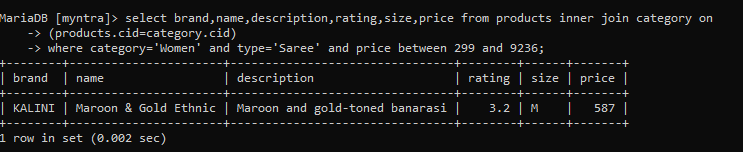 MariaDB [myntra]> select brand,name,description,rating,size,price from products inner join category on
    -> (products.cid=category.cid)
    -> where category='Women' and type='Saree' and price between 299 and 9236;
+--------+----------------------+---------------------------+--------+------+-------+
| brand  | name                 | description               | rating | size | price |
+--------+----------------------+---------------------------+--------+------+-------+
| KALINI | Maroon & Gold Ethnic | Maroon and gold-toned banarasi |    3.2 | M    |   587 |
+--------+----------------------+---------------------------+--------+------+-------+
1 row in set (0.002 sec)